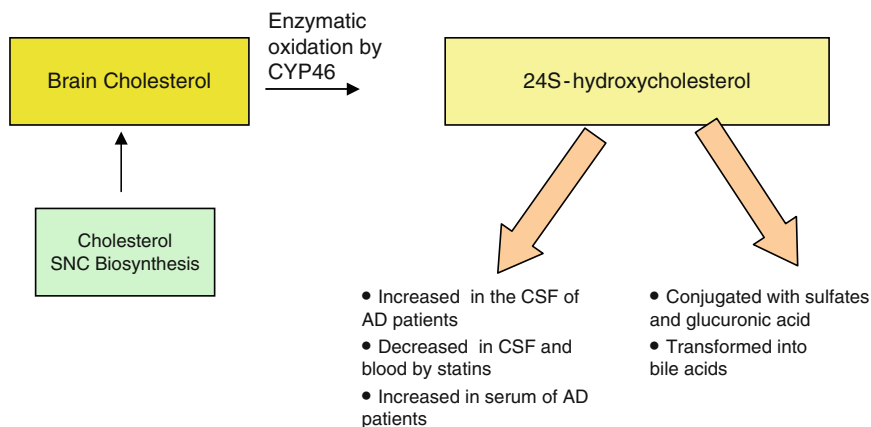 Enzymatic
oxidation by
CYP46
Brain Cholesterol
24S-hydroxycholesterol
Cholesterol
SNC Biosynthesis
• Increased in the CSF of
AD patients
• Decreased in CSF and
blood by statins
• Increased in serum of AD
patients
• Conjugated with sulfates
and glucuronic acid
• Transformed into
bile acids